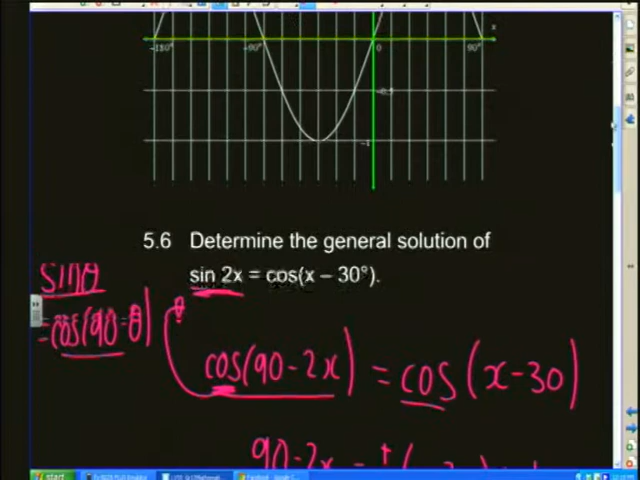 x
-180° -90° 0 90°
-0.5
-1
5.6 Determine the general solution of
sin 2x = cos(x – 30°).
sinθ
= cos(90-θ)
θ
cos(90-2x) = cos(x-30)
90-2x = ±(